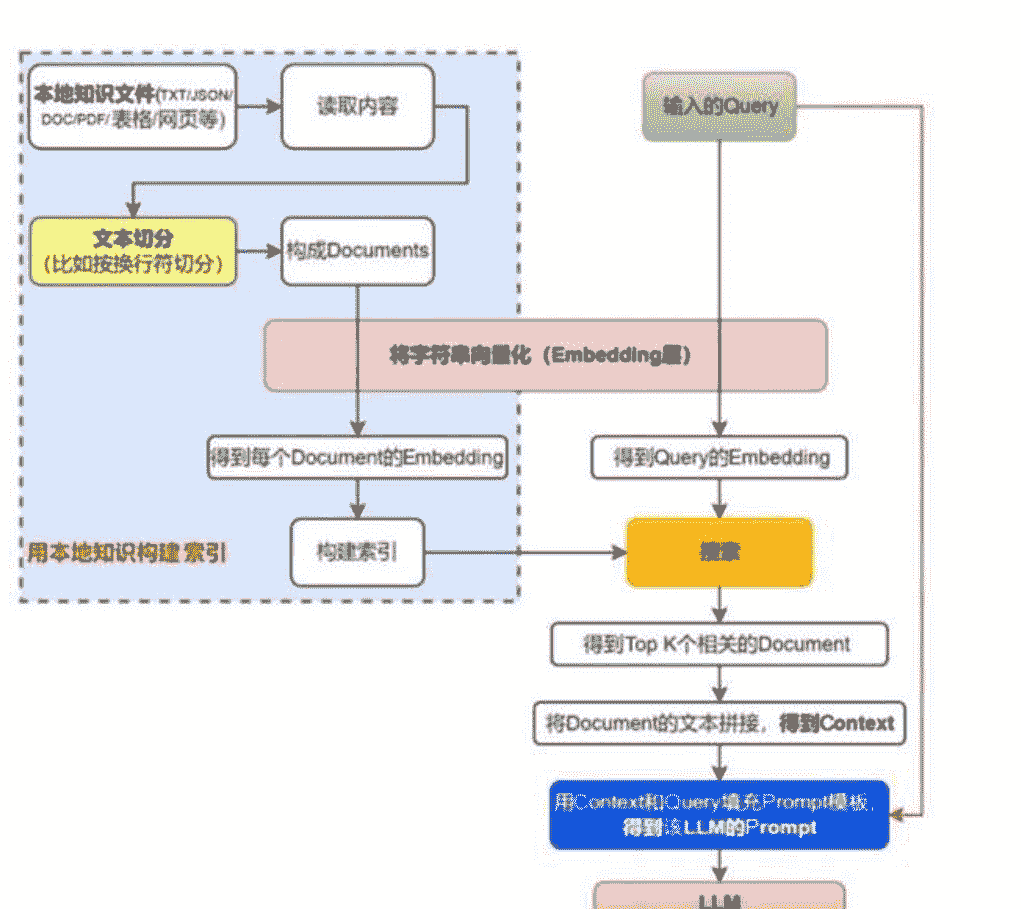 本地知识文件(TXT/JSON/
DOC/PDF/表格/网页等)
读取内容
输入的Query
文本切分
（比如按换行符切分）
构成Documents
将字符串向量化（Embedding层）
得到每个Document的Embedding
得到Query的Embedding
用本地知识构建索引
构建索引
搜索
得到Top K个相关的Document
将Document的文本拼接，得到Context
用Context和Query填充Prompt模板，
得到该LLM的Prompt
LLM